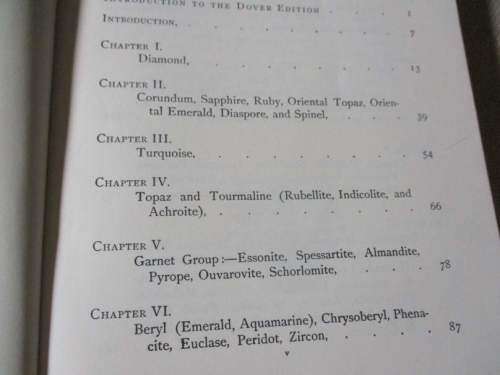 Introduction to the Dover Edition . . . 1
Introduction, . . . . . . . 7
Chapter I.
Diamond, . . . . . . . 13
Chapter II.
Corundum, Sapphire, Ruby, Oriental Topaz, Orien-
tal Emerald, Diaspore, and Spinel, . . . 39
Chapter III.
Turquoise, . . . . . . . 54
Chapter IV.
Topaz and Tourmaline (Rubellite, Indicolite, and
Achroite), . . . . . . . 66
Chapter V.
Garnet Group:—Essonite, Spessartite, Almandite,
Pyrope, Ouvarovite, Schorlomite, . . . 78
Chapter VI.
Beryl (Emerald, Aquamarine), Chrysoberyl, Phena-
cite, Euclase, Peridot, Zircon, . . . . 87
v